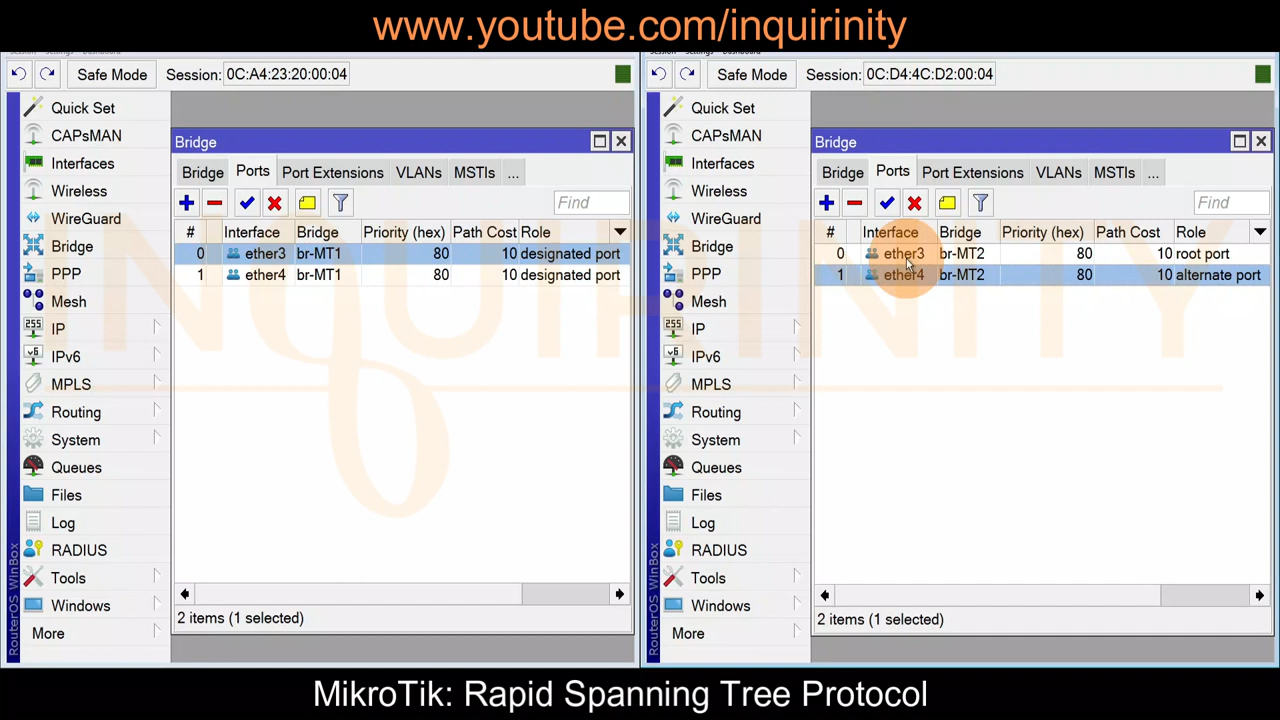 www.youtube.com/inquirinity
Safe Mode Session: 0C:A4:23:20:00:04
Quick Set
CAPsMAN
Interfaces
Wireless
WireGuard
Bridge
PPP
Mesh
IP
IPv6
MPLS
Routing
System
Queues
Files
Log
RADIUS
Tools
Windows
More
RouterOS WinBox
Bridge
Bridge Ports Port Extensions VLANs MSTIs ...
Find
# Interface Bridge Priority (hex) Path Cost Role
0 ether3 br-MT1 80 10 designated port
1 ether4 br-MT1 80 10 designated port
2 items (1 selected)
Safe Mode Session: 0C:D4:4C:D2:00:04
Quick Set
CAPsMAN
Interfaces
Wireless
WireGuard
Bridge
PPP
Mesh
IP
IPv6
MPLS
Routing
System
Queues
Files
Log
RADIUS
Tools
Windows
More
RouterOS WinBox
Bridge
Bridge Ports Port Extensions VLANs MSTIs ...
Find
# Interface Bridge Priority (hex) Path Cost Role
0 ether3 br-MT2 80 10 root port
1 ether4 br-MT2 80 10 alternate port
2 items (1 selected)
INQUIRINITY
MikroTik: Rapid Spanning Tree Protocol